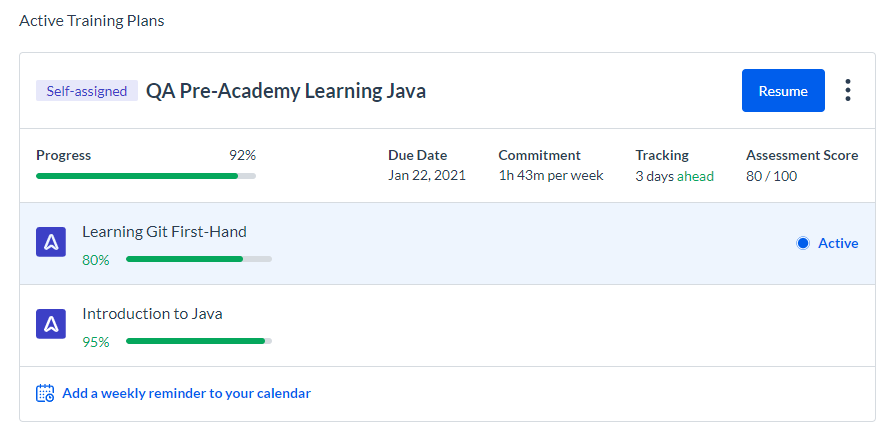 Active Training Plans
Self-assigned QA Pre-Academy Learning Java Resume
Progress 92% Due Date Commitment Tracking Assessment Score
Jan 22, 2021 1h 43m per week 3 days ahead 80 / 100
Learning Git First-Hand
80% Active
Introduction to Java
95%
Add a weekly reminder to your calendar